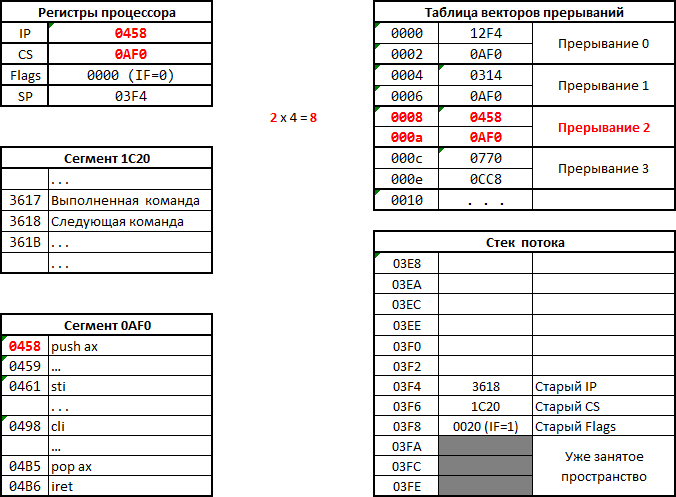 Регистры процессора
IP 0458
CS 0AF0
Flags 0000 (IF=0)
SP 03F4
2 x 4 = 8
Таблица векторов прерываний
0000 12F4 Прерывание 0
0002 0AF0
0004 0314 Прерывание 1
0006 0AF0
0008 0458 Прерывание 2
000a 0AF0
000c 0770 Прерывание 3
000e 0CC8
0010 . . .
Сегмент 1C20
. . .
3617 Выполненная команда
3618 Следующая команда
361B . . .
. . .
Стек потока
03E8
03EA
03EC
03EE
03F0
03F2
03F4 3618 Старый IP
03F6 1C20 Старый CS
03F8 0020 (IF=1) Старый Flags
03FA
03FC
03FE
Уже занятое
пространство
Сегмент 0AF0
0458 push ax
0459 ...
0461 sti
. . .
0498 cli
...
04B5 pop ax
04B6 iret